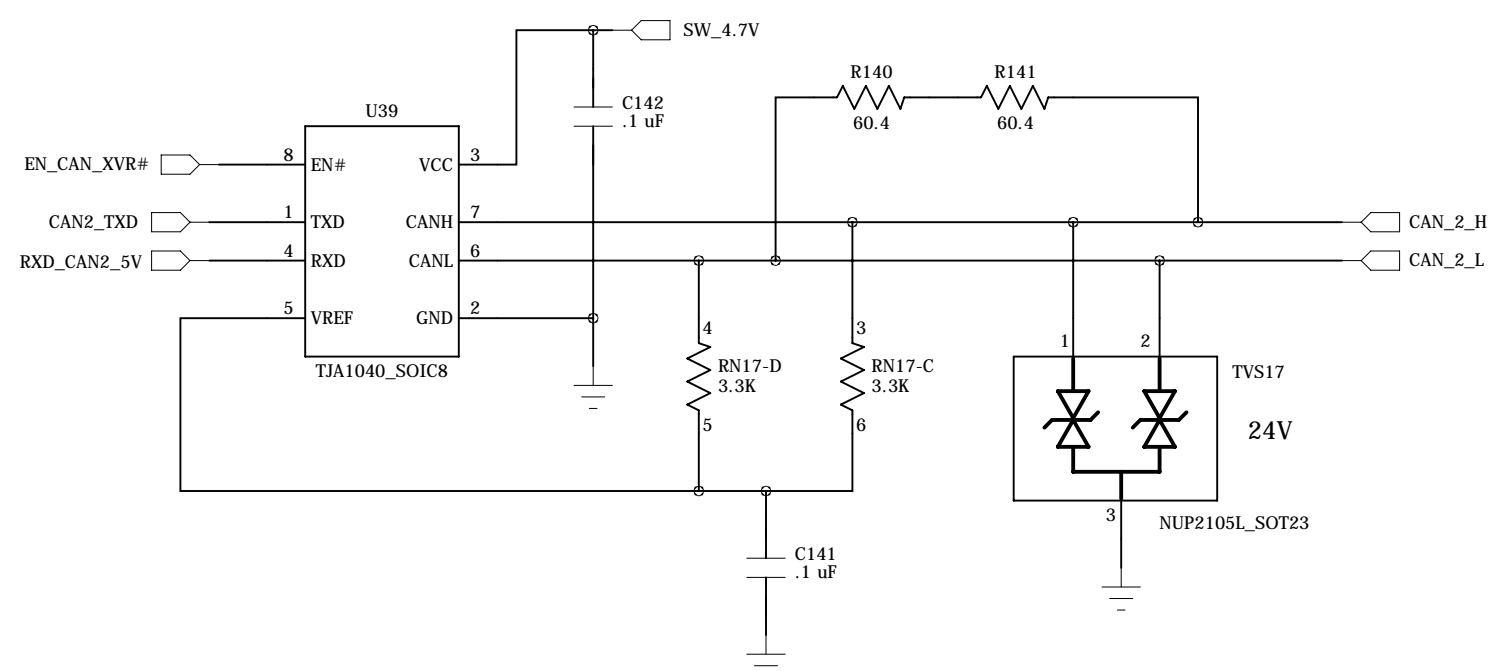 SW_4.7V
R140
R141
60.4
60.4
C142
.1 uF
U39
EN_CAN_XVR#
8
EN#
VCC
3
CAN2_TXD
1
TXD
CANH
7
CAN_2_H
RXD_CAN2_5V
4
RXD
CANL
6
CAN_2_L
5
VREF
GND
2
TJA1040_SOIC8
4
RN17-D
3.3K
5
3
RN17-C
3.3K
6
1
2
TVS17
24V
3
NUP2105L_SOT23
C141
.1 uF